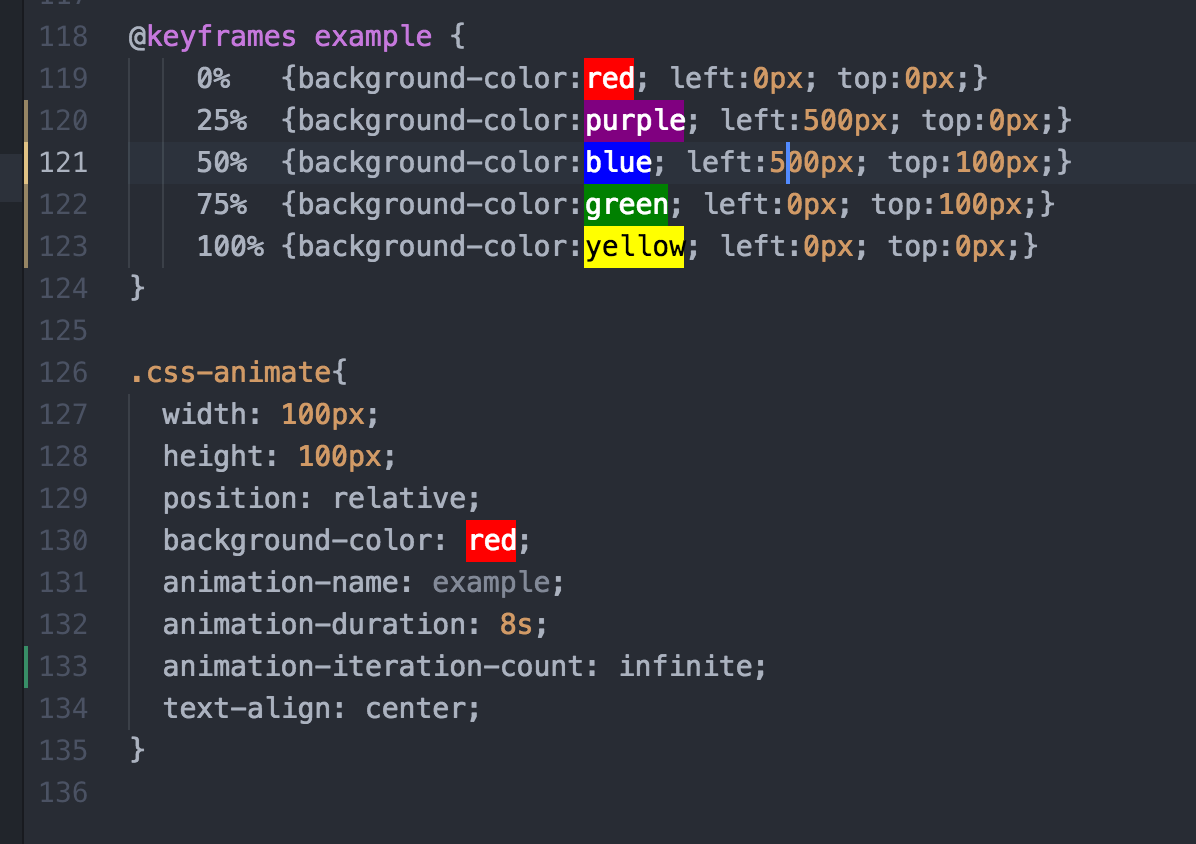 117
118 @keyframes example {
119 0% {background-color:red; left:0px; top:0px;}
120 25% {background-color:purple; left:500px; top:0px;}
121 50% {background-color:blue; left:500px; top:100px;}
122 75% {background-color:green; left:0px; top:100px;}
123 100% {background-color:yellow; left:0px; top:0px;}
124 }
125
126 .css-animate{
127 width: 100px;
128 height: 100px;
129 position: relative;
130 background-color: red;
131 animation-name: example;
132 animation-duration: 8s;
133 animation-iteration-count: infinite;
134 text-align: center;
135 }
136